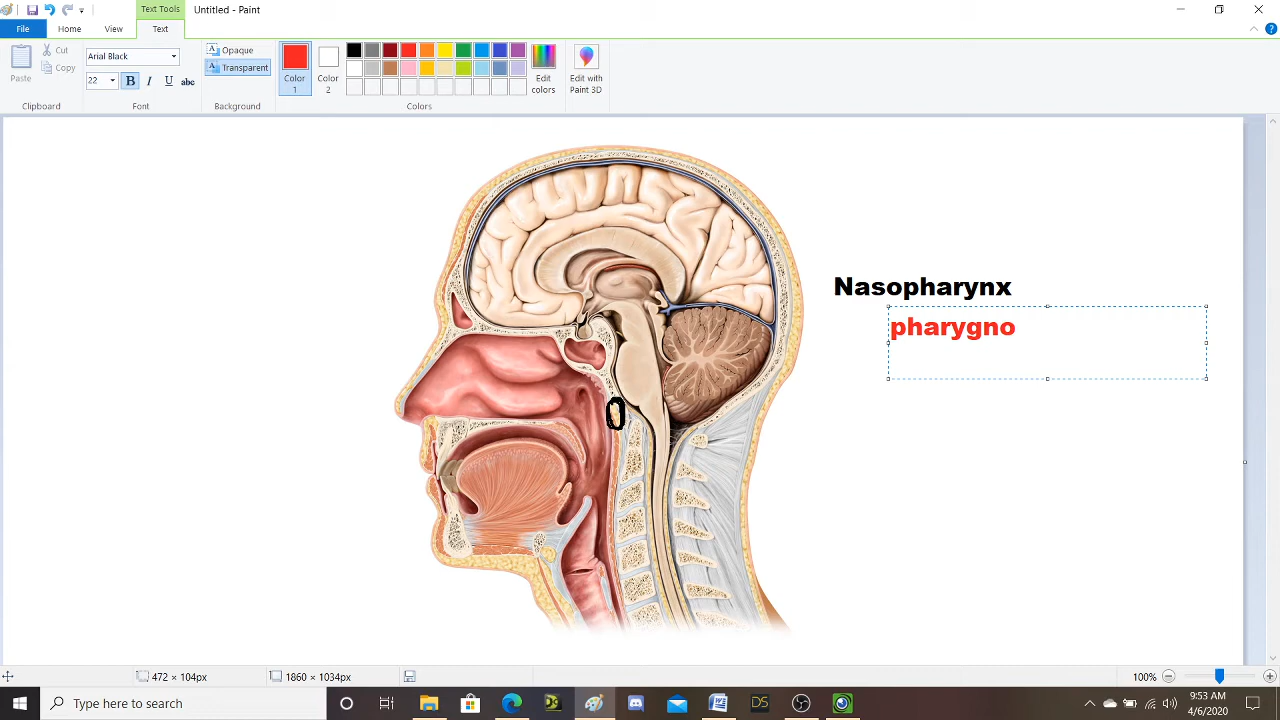 Text Tools
Untitled - Paint
File
Home
View
Text
Paste
Cut
Copy
Clipboard
Arial Black
22
B
I
U
abc
Font
A
Opaque
A
Transparent
Background
Color
1
Color
2
Colors
Edit
colors
Edit with
Paint 3D
Nasopharynx
pharygno
472 × 104px
1860 × 1034px
100%
Type here to search
DS
9:53 AM
4/6/2020